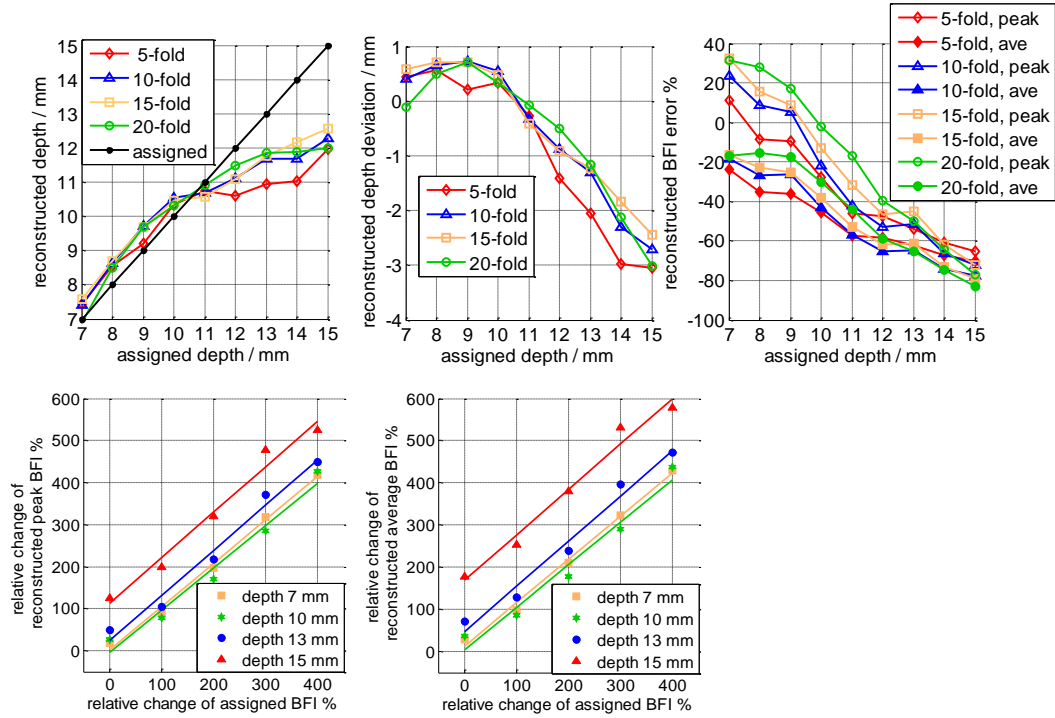 reconstructed depth / mm
15
14
13
12
11
10
9
8
7
7 8 9 10 11 12 13 14 15
assigned depth / mm
5-fold
10-fold
15-fold
20-fold
assigned
reconstructed depth deviation / mm
1
0
-1
-2
-3
-4
7 8 9 10 11 12 13 14 15
assigned depth / mm
5-fold
10-fold
15-fold
20-fold
reconstructed BFI error %
40
20
0
-20
-40
-60
-80
-100
7 8 9 10 11 12 13 14 15
assigned depth / mm
5-fold, peak
5-fold, ave
10-fold, peak
10-fold, ave
15-fold, peak
15-fold, ave
20-fold, peak
20-fold, ave
relative change of
reconstructed peak BFI %
600
500
400
300
200
100
0
0 100 200 300 400
relative change of assigned BFI %
depth 7 mm
depth 10 mm
depth 13 mm
depth 15 mm
relative change of
reconstructed average BFI %
600
500
400
300
200
100
0
0 100 200 300 400
relative change of assigned BFI %
depth 7 mm
depth 10 mm
depth 13 mm
depth 15 mm